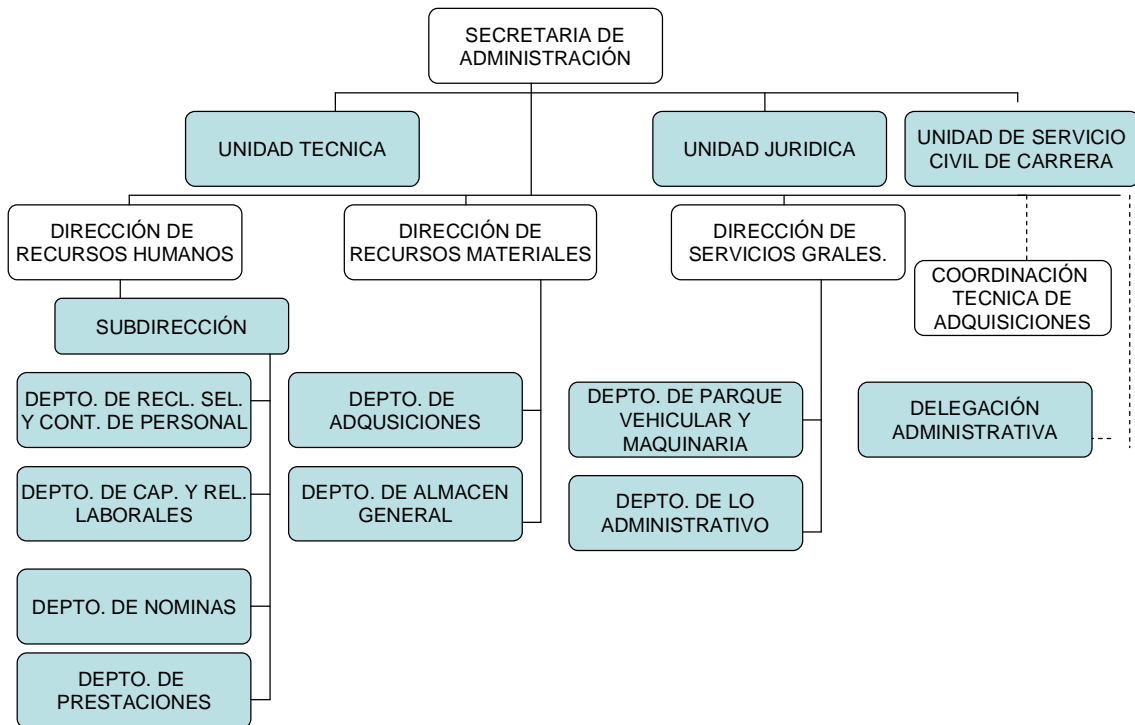 SECRETARIA DE
ADMINISTRACIÓN
UNIDAD TECNICA
UNIDAD JURIDICA
UNIDAD DE SERVICIO
CIVIL DE CARRERA
DIRECCIÓN DE
RECURSOS HUMANOS
DIRECCIÓN DE
RECURSOS MATERIALES
DIRECCIÓN DE
SERVICIOS GRALES.
COORDINACIÓN
TECNICA DE
ADQUISICIONES
SUBDIRECCIÓN
DEPTO. DE RECL. SEL.
Y CONT. DE PERSONAL
DEPTO. DE
ADQUSICIONES
DEPTO. DE PARQUE
VEHICULAR Y
MAQUINARIA
DELEGACIÓN
ADMINISTRATIVA
DEPTO. DE CAP. Y REL.
LABORALES
DEPTO. DE ALMACEN
GENERAL
DEPTO. DE LO
ADMINISTRATIVO
DEPTO. DE NOMINAS
DEPTO. DE
PRESTACIONES